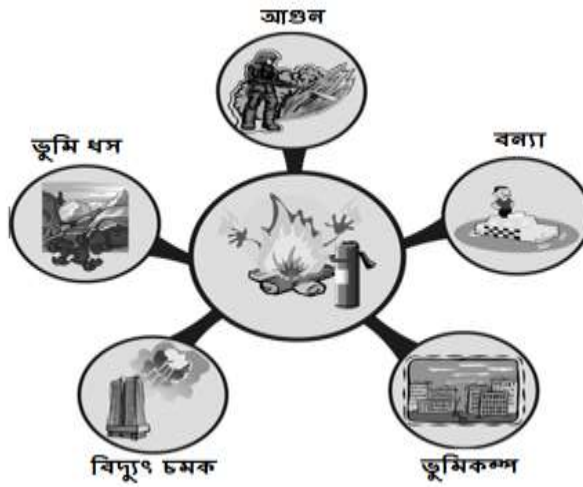 আগুন
ভুমি ধস
বন্যা
বিদ্যুৎ চমক
ভুমিকম্প